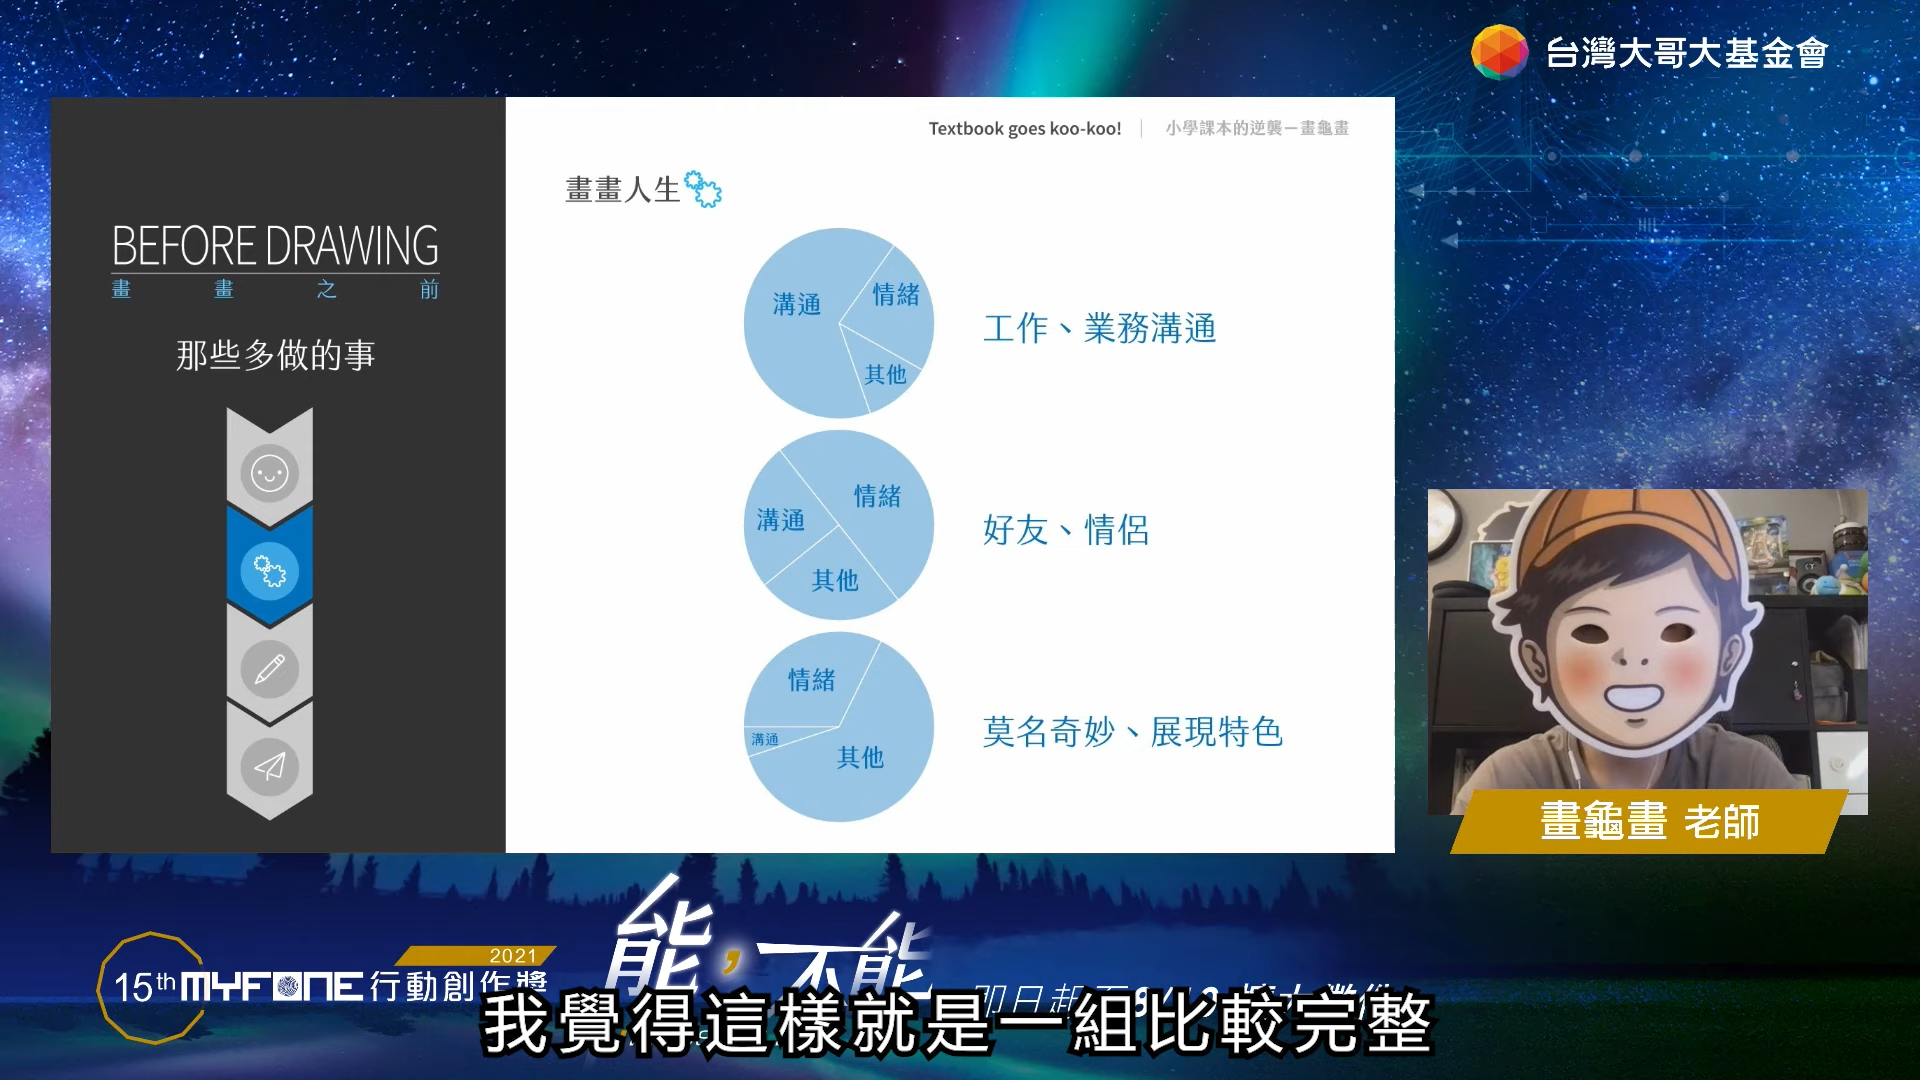 台灣大哥大基金會
Textbook goes koo-koo!
小學課本的逆襲－畫龜畫
BEFORE DRAWING
畫畫之前
那些多做的事
畫畫人生
溝通
情緒
其他
工作、業務溝通
溝通
情緒
其他
好友、情侶
情緒
溝通
其他
莫名奇妙、展現特色
畫龜畫 老師
2021
15th MYFONE 行動創作獎
能，不能
我覺得這樣就是一組比較完整